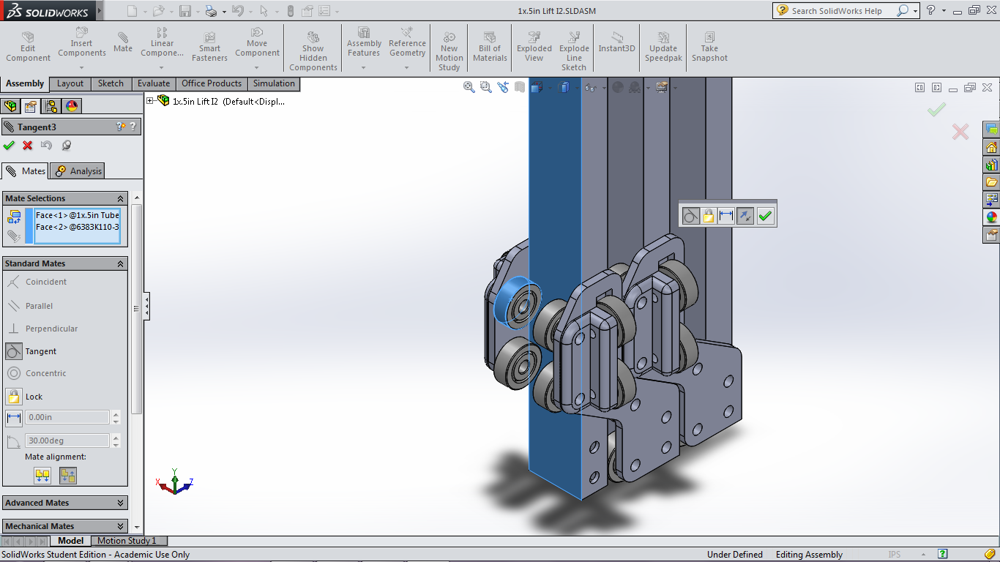 SOLIDWORKS
1x.5in Lift I2.SLDASM
Search SolidWorks Help
Edit Component
Insert Components
Mate
Linear Compone...
Smart Fasteners
Move Component
Show Hidden Components
Assembly Features
Reference Geometry
New Motion Study
Bill of Materials
Exploded View
Explode Line Sketch
Instant3D
Update Speedpak
Take Snapshot
Assembly
Layout
Sketch
Evaluate
Office Products
Simulation
1x.5in Lift I2 (Default<Displ...
Tangent3
Mates
Analysis
Mate Selections
Face<1>@1x.5in Tube
Face<2>@6383K110-3
Standard Mates
Coincident
Parallel
Perpendicular
Tangent
Concentric
Lock
0.00in
30.00deg
Mate alignment:
Advanced Mates
Mechanical Mates
Y
X
Z
Model
Motion Study 1
SolidWorks Student Edition - Academic Use Only
Under Defined
Editing Assembly
IPS